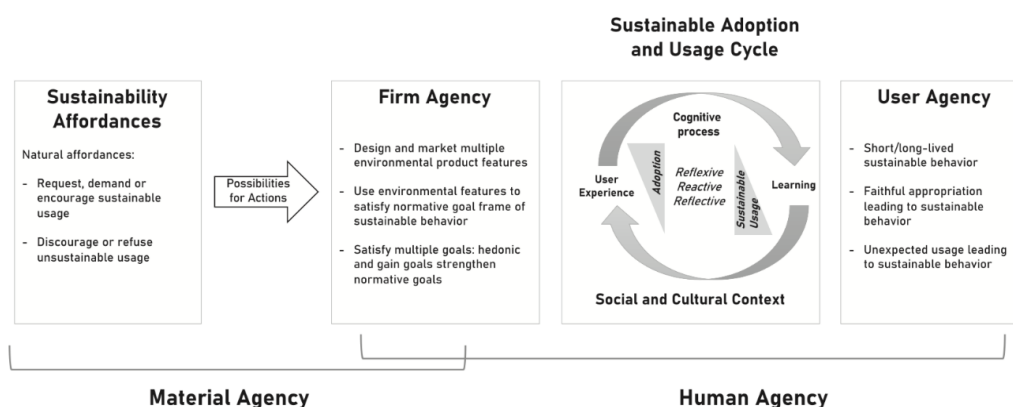 Sustainable Adoption
and Usage Cycle
Sustainability
Affordances
Natural affordances:
- Request, demand or
encourage sustainable
usage
- Discourage or refuse
unsustainable usage
Possibilities
for Actions
Firm Agency
- Design and market multiple
environmental product features
- Use environmental features to
satisfy normative goal frame of
sustainable behavior
- Satisfy multiple goals: hedonic
and gain goals strengthen
normative goals
Cognitive
process
User
Experience
Adoption
Reflexive
Reactive
Reflective
Sustainable
Usage
Learning
Social and Cultural Context
User Agency
- Short/long-lived
sustainable behavior
- Faithful appropriation
leading to sustainable
behavior
- Unexpected usage leading
to sustainable behavior
Material Agency
Human Agency